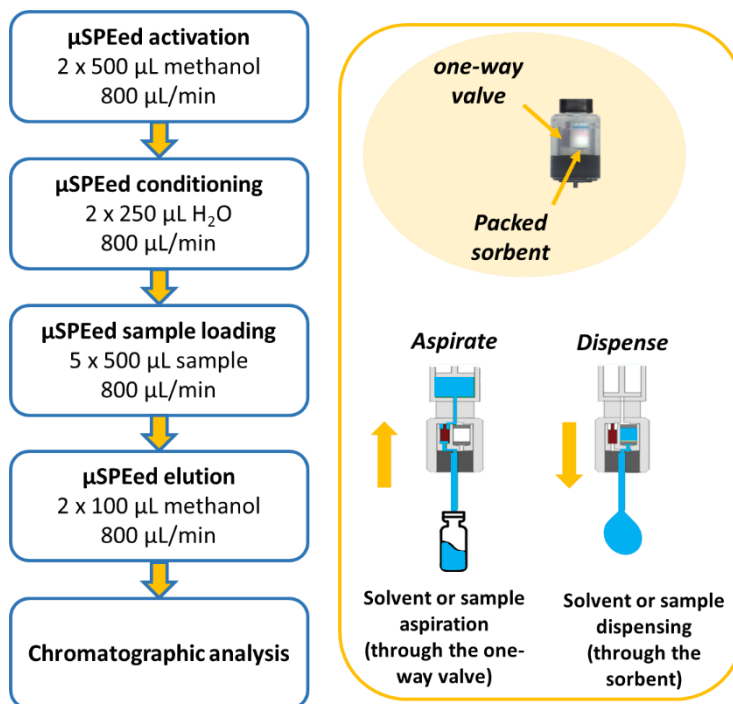 µSPEed activation
2 x 500 µL methanol
800 µL/min
µSPEed conditioning
2 x 250 µL H₂O
800 µL/min
µSPEed sample loading
5 x 500 µL sample
800 µL/min
µSPEed elution
2 x 100 µL methanol
800 µL/min
Chromatographic analysis
one-way
valve
Packed
sorbent
Aspirate
Dispense
Solvent or sample
aspiration
(through the one-
way valve)
Solvent or sample
dispensing
(through the
sorbent)